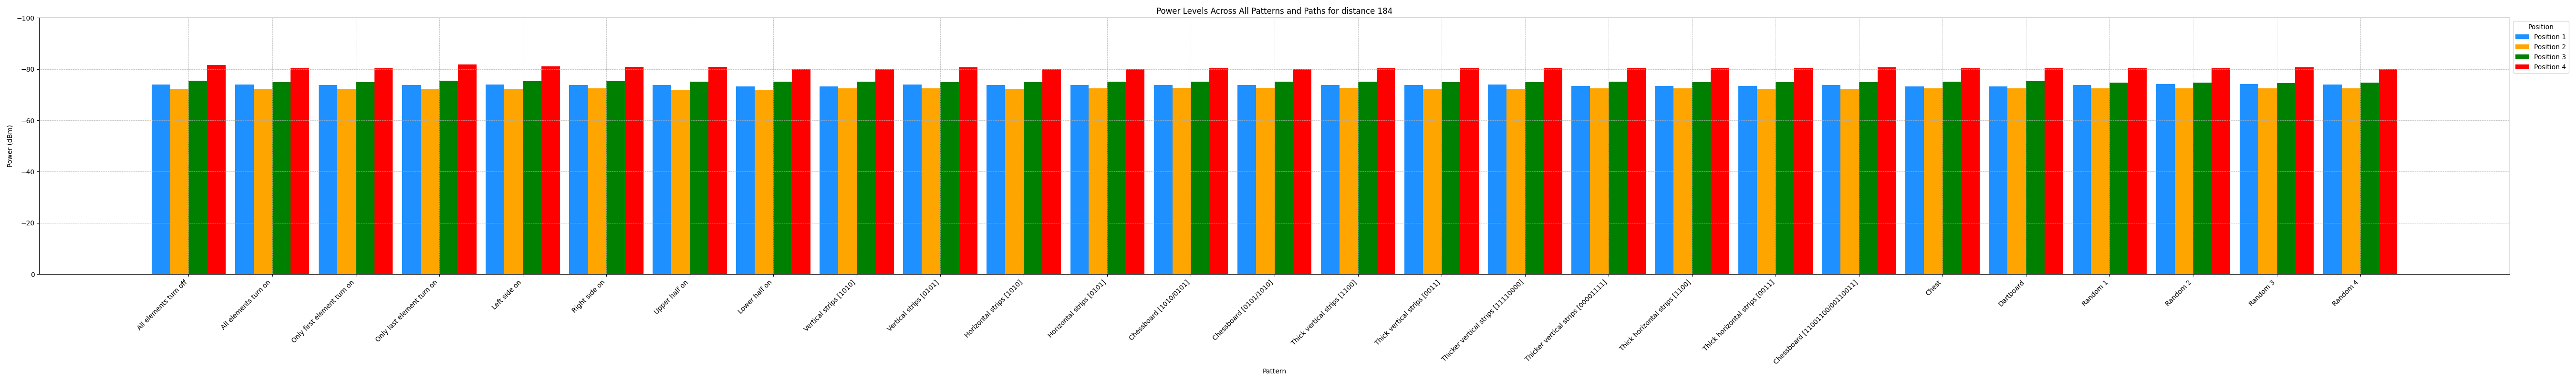 Power Levels Across All Patterns and Paths for distance 184
Position
Position 1
Position 2
Position 3
Position 4
Power (dBm)
−100
−80
−60
−40
−20
0
All elements turn off
All elements turn on
Only first element turn on
Only last element turn on
Left side on
Right side on
Upper half on
Lower half on
Vertical strips [1010]
Vertical strips [0101]
Horizontal strips [1010]
Horizontal strips [0101]
Chessboard [1010/0101]
Chessboard [0101/1010]
Thick vertical strips [1100]
Thick vertical strips [0011]
Thicker vertical strips [11110000]
Thicker vertical strips [00001111]
Thick horizontal strips [1100]
Thick horizontal strips [0011]
Chessboard [11001100/00110011]
Chest
Dartboard
Random 1
Random 2
Random 3
Random 4
Pattern